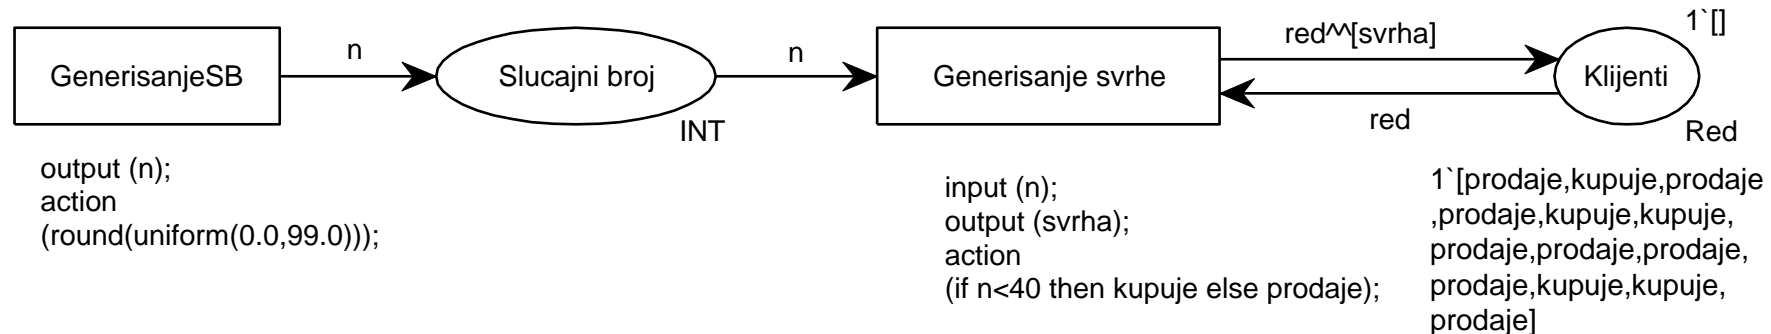 GenerisanjeSB
n
Slucajni broj
INT
n
Generisanje svrhe
red^^[svrha]
red
1`[]
Klijenti
Red
output (n);
action
(round(uniform(0.0,99.0)));
input (n);
output (svrha);
action
(if n<40 then kupuje else prodaje);
1`[prodaje,kupuje,prodaje
,prodaje,kupuje,kupuje,
prodaje,prodaje,prodaje,
prodaje,kupuje,kupuje,
prodaje]